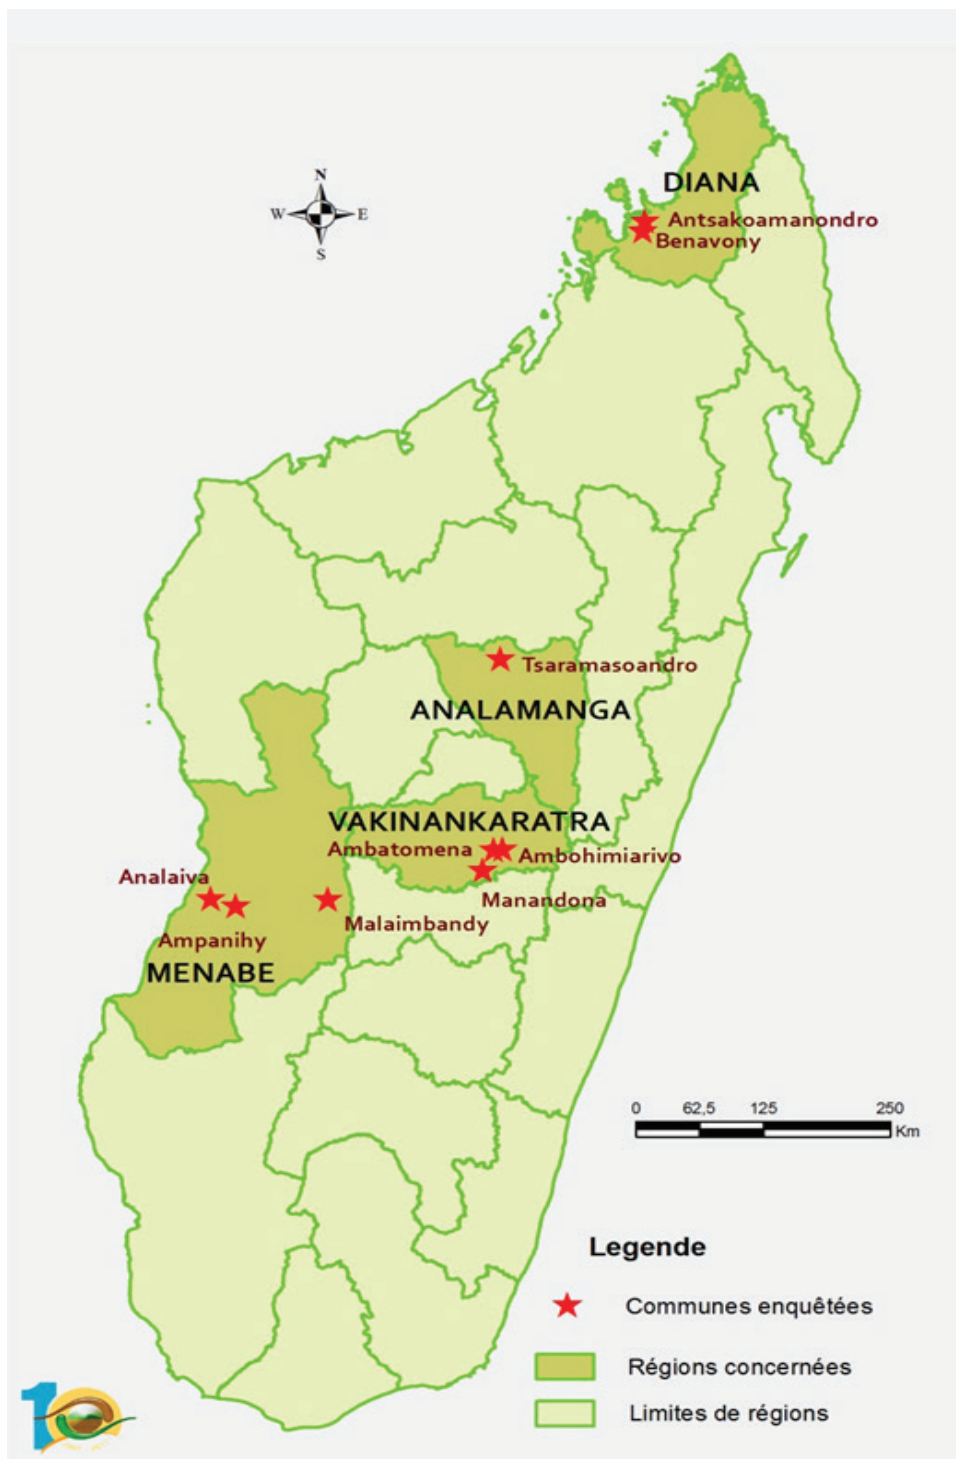 N
W
E
S
DIANA
Antsakoamanondro
Benavony
Tsaramasoandro
ANALAMANGA
VAKINANKARATRA
Ambatomena
Ambohimiarivo
Manandona
Analaiva
Ampanihy
Malaimbandy
MENABE
0 62,5 125 250
Km
Legende
Communes enquêtées
Régions concernées
Limites de régions
10